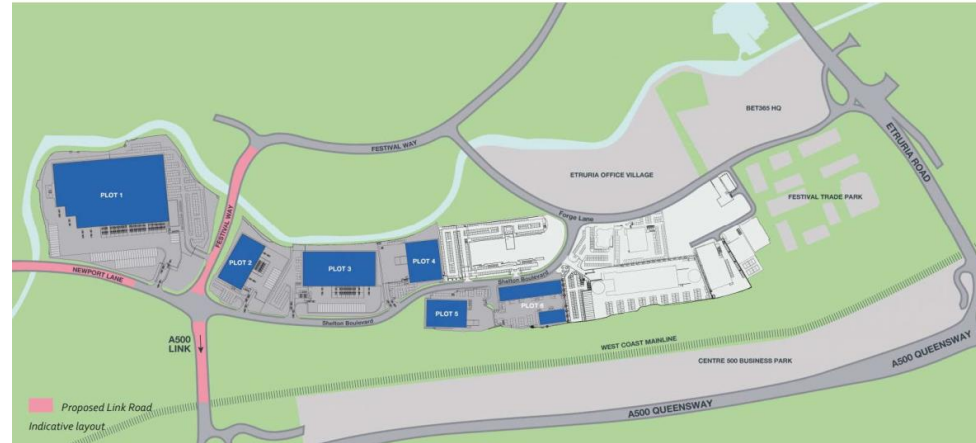 BET365 HQ
ETRURIA ROAD
FESTIVAL WAY
ETRURIA OFFICE VILLAGE
PLOT 1
FESTIVAL TRADE PARK
Forge Lane
FESTIVAL WAY
PLOT 2
PLOT 3
PLOT 4
NEWPORT LANE
Shelton Boulevard
PLOT 6
PLOT 5
Shelton Boulevard
A500
LINK
WEST COAST MAINLINE
CENTRE 500 BUSINESS PARK
A500 QUEENSWAY
A500 QUEENSWAY
Proposed Link Road
Indicative layout